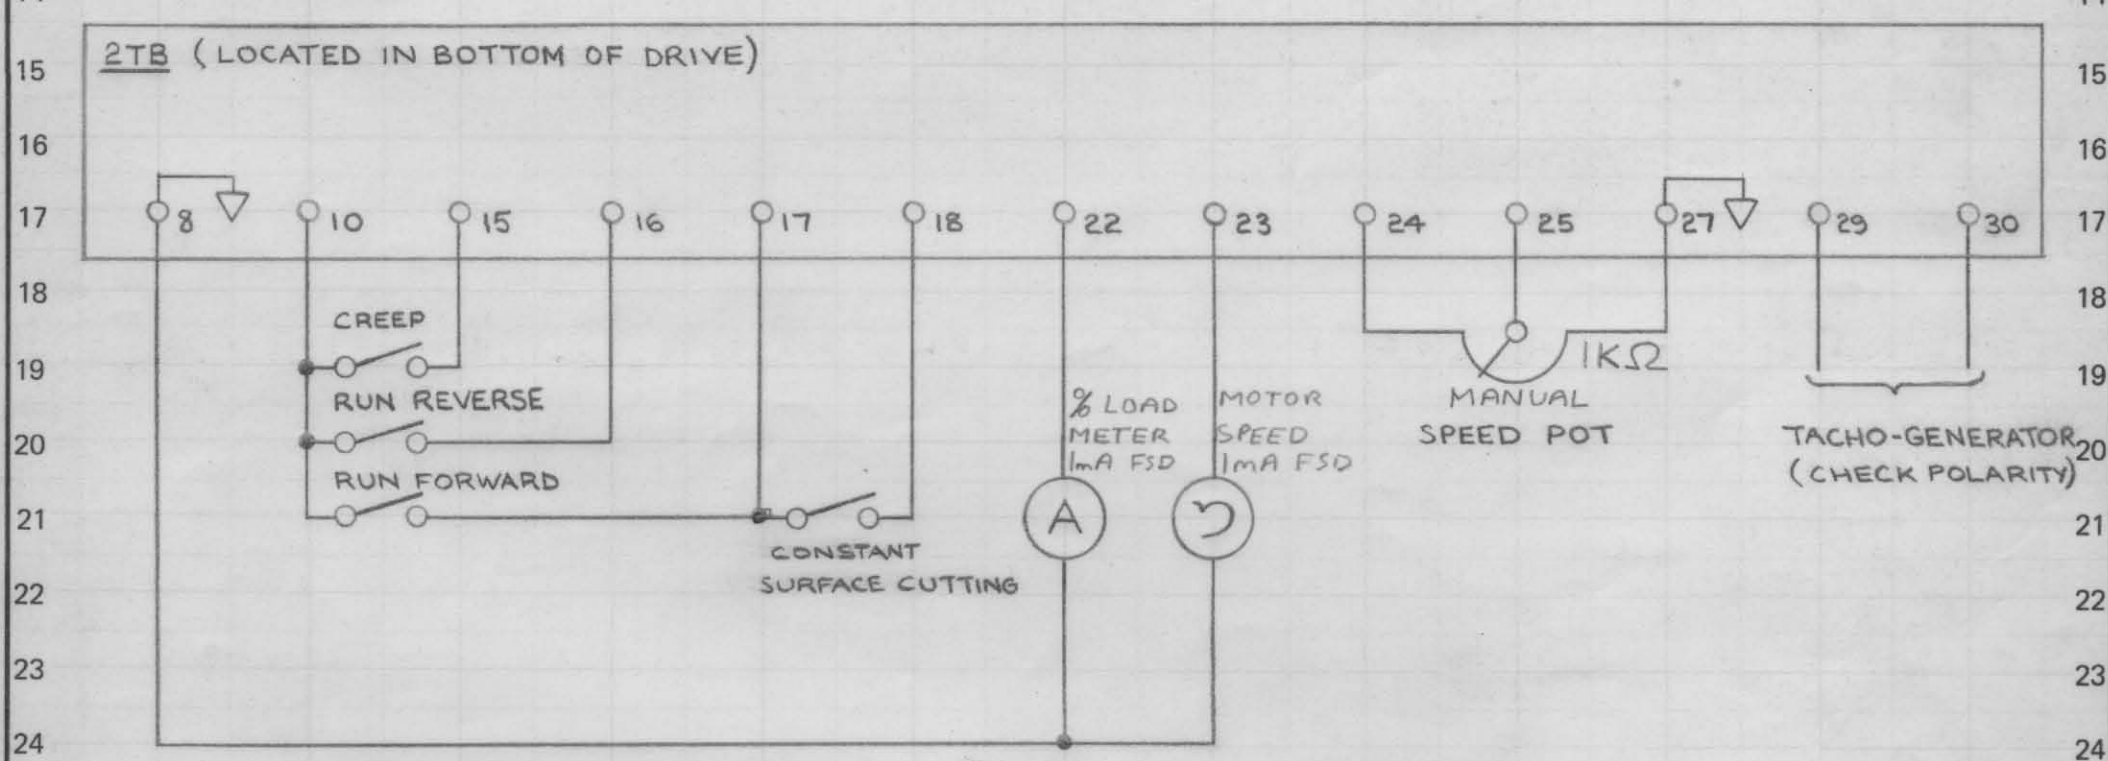 2TB (LOCATED IN BOTTOM OF DRIVE)
15 15
16 16
17 8 10 15 16 17 18 22 23 24 25 27 29 30 17
18 18
CREEP
19 1KΩ 19
RUN REVERSE
% LOAD
METER
1mA FSD
MOTOR
SPEED
1mA FSD
MANUAL
SPEED POT
TACHO-GENERATOR
(CHECK POLARITY)
20 20
RUN FORWARD
21 A 21
CONSTANT
SURFACE CUTTING
22 22
23 23
24 24